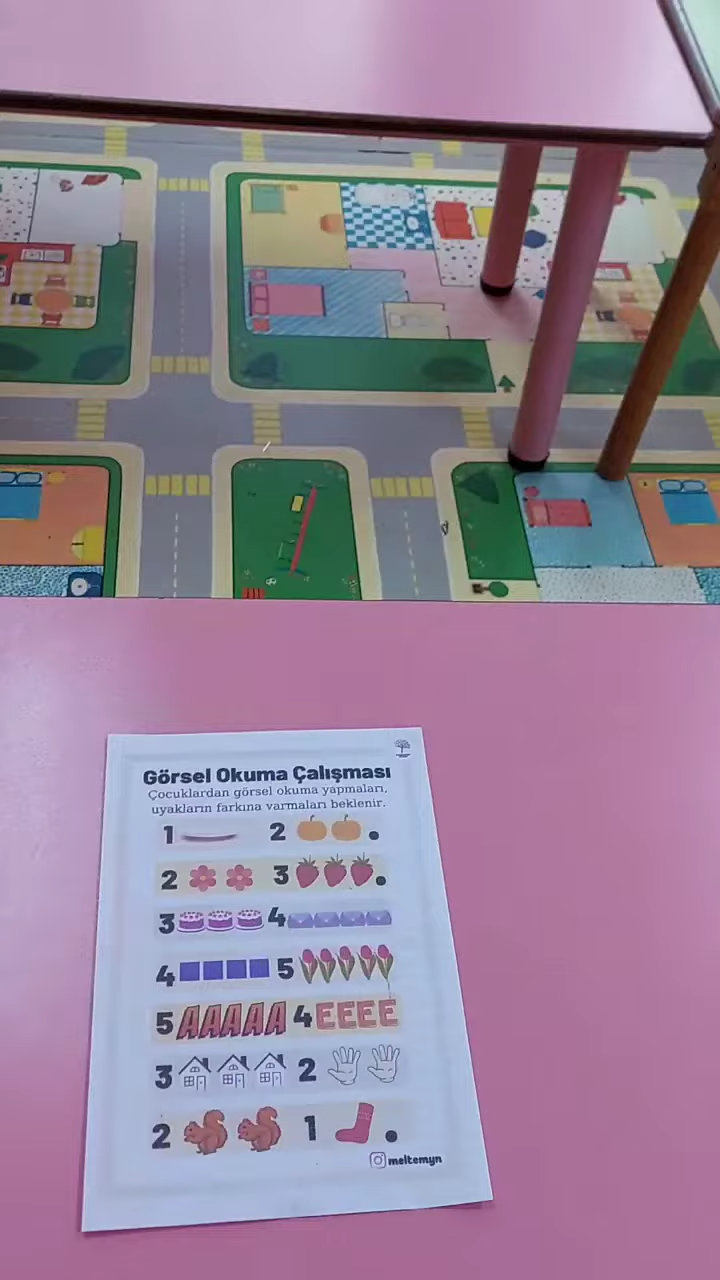 Görsel Okuma Çalışması
Çocuklardan görsel okuma yapmaları,
uyakların farkına varmaları beklenir.
1 2 .
2 3 .
3 4
4 5
5 AAAAA 4 EEEE
3 2
2 1 .
meltemyn